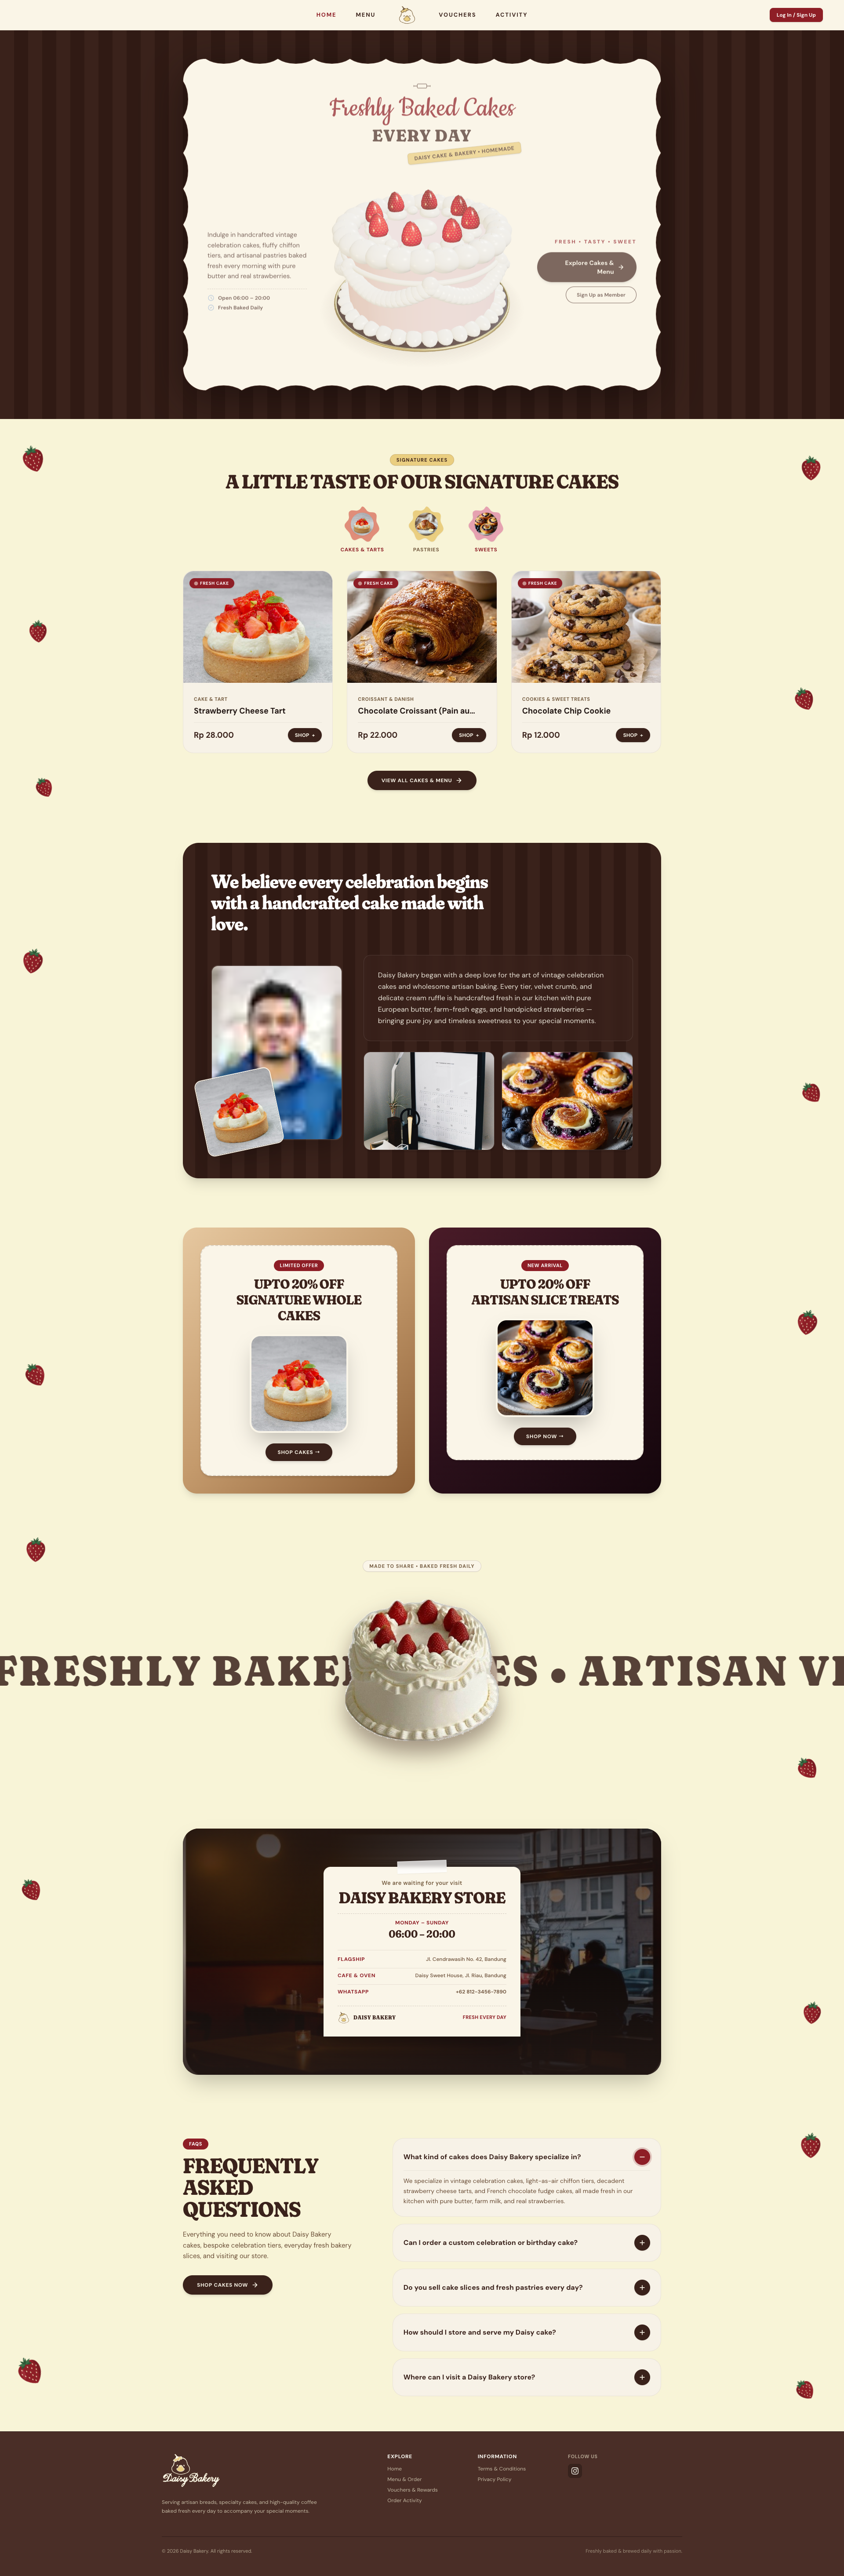 HOME
MENU
VOUCHERS
ACTIVITY
Log In / Sign Up
Freshly Baked Cakes
EVERY DAY
DAISY CAKE & BAKERY • HOMEMADE
Indulge in handcrafted vintage
celebration cakes, fluffy chiffon
tiers, and artisanal pastries baked
fresh every morning with pure
butter and real strawberries.
Open 06:00 – 20:00
Fresh Baked Daily
FRESH • TASTY • SWEET
Explore Cakes &
Menu
Sign Up as Member
SIGNATURE CAKES
A LITTLE TASTE OF OUR SIGNATURE CAKES
CAKES & TARTS
PASTRIES
SWEETS
FRESH CAKE
CAKE & TART
Strawberry Cheese Tart
Rp 28.000
SHOP
FRESH CAKE
CROISSANT & DANISH
Chocolate Croissant (Pain au...
Rp 22.000
SHOP
FRESH CAKE
COOKIES & SWEET TREATS
Chocolate Chip Cookie
Rp 12.000
SHOP
VIEW ALL CAKES & MENU →
We believe every celebration begins
with a handcrafted cake made with
love.
Daisy Bakery began with a deep love for the art of vintage celebration
cakes and wholesome artisan baking. Every tier, velvet crumb, and
delicate cream ruffle is handcrafted fresh in our kitchen with pure
European butter, farm-fresh eggs, and handpicked strawberries —
bringing pure joy and timeless sweetness to your special moments.
LIMITED OFFER
UPTO 20% OFF
SIGNATURE WHOLE
CAKES
SHOP CAKES →
NEW ARRIVAL
UPTO 20% OFF
ARTISAN SLICE TREATS
SHOP NOW →
MADE TO SHARE • BAKED FRESH DAILY
FRESHLY BAKE ES • ARTISAN VI
We are waiting for your visit
DAISY BAKERY STORE
MONDAY – SUNDAY
06:00 – 20:00
FLAGSHIP
Jl. Cendrawasih No. 42, Bandung
CAFE & OVEN
Daisy Sweet House, Jl. Riau, Bandung
WHATSAPP
+62 812-3456-7890
DAISY BAKERY
FRESH EVERY DAY
FAQS
FREQUENTLY
ASKED
QUESTIONS
Everything you need to know about Daisy Bakery
cakes, bespoke celebration tiers, everyday fresh bakery
slices, and visiting our store.
SHOP CAKES NOW →
What kind of cakes does Daisy Bakery specialize in?
We specialize in vintage celebration cakes, light-as-air chiffon tiers, decadent
strawberry cheese tarts, and French chocolate fudge cakes, all made fresh in our
kitchen with pure butter, farm milk, and real strawberries.
Can I order a custom celebration or birthday cake?
Do you sell cake slices and fresh pastries every day?
How should I store and serve my Daisy cake?
Where can I visit a Daisy Bakery store?
Daisy Bakery
Serving artisan breads, specialty cakes, and high-quality coffee
baked fresh every day to accompany your special moments.
EXPLORE
Home
Menu & Order
Vouchers & Rewards
Order Activity
INFORMATION
Terms & Conditions
Privacy Policy
FOLLOW US
© 2026 Daisy Bakery. All rights reserved.
Freshly baked & brewed daily with passion.